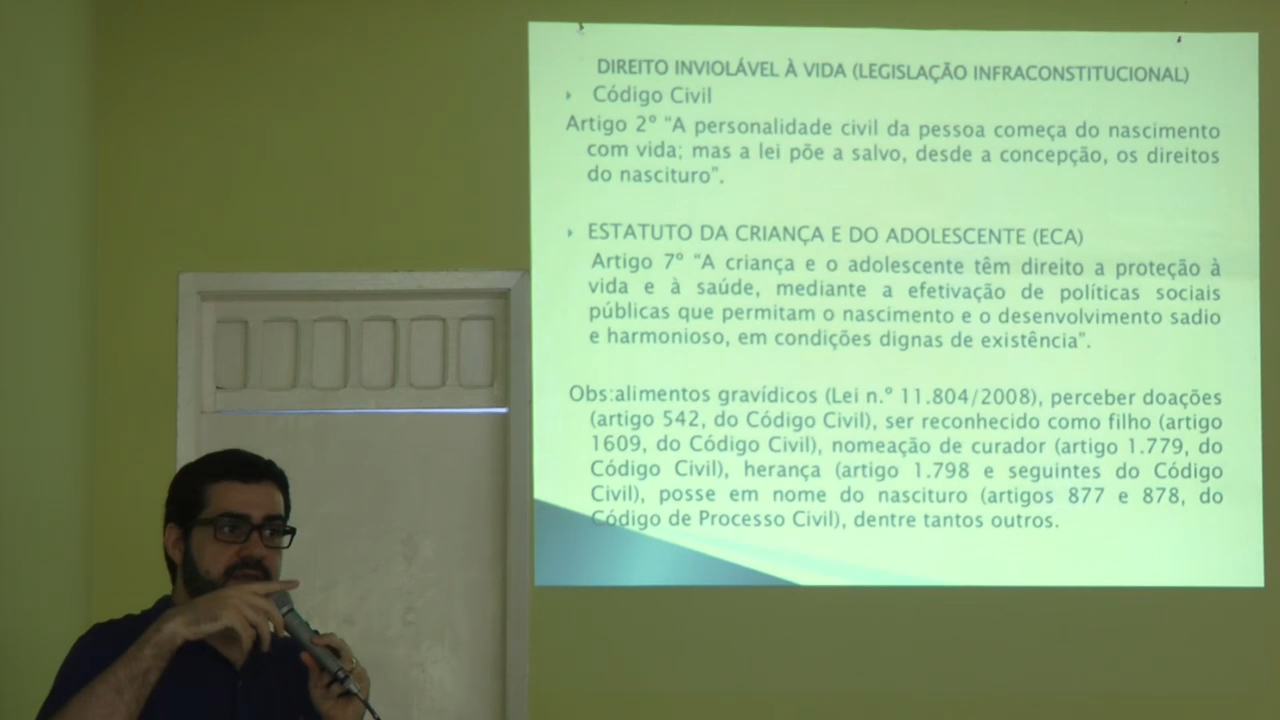 DIREITO INVIOLÁVEL À VIDA (LEGISLAÇÃO INFRACONSTITUCIONAL)
Código Civil
Artigo 2º "A personalidade civil da pessoa começa do nascimento
com vida; mas a lei põe a salvo, desde a concepção, os direitos
do nascituro".
ESTATUTO DA CRIANÇA E DO ADOLESCENTE (ECA)
Artigo 7º "A criança e o adolescente têm direito a proteção à
vida e à saúde, mediante a efetivação de políticas sociais
públicas que permitam o nascimento e o desenvolvimento sadio
e harmonioso, em condições dignas de existência".
Obs:alimentos gravídicos (Lei n.º 11.804/2008), perceber doações
(artigo 542, do Código Civil), ser reconhecido como filho (artigo
1609, do Código Civil), nomeação de curador (artigo 1.779, do
Código Civil), herança (artigo 1.798 e seguintes do Código
Civil), posse em nome do nascituro (artigos 877 e 878, do
Código de Processo Civil), dentre tantos outros.